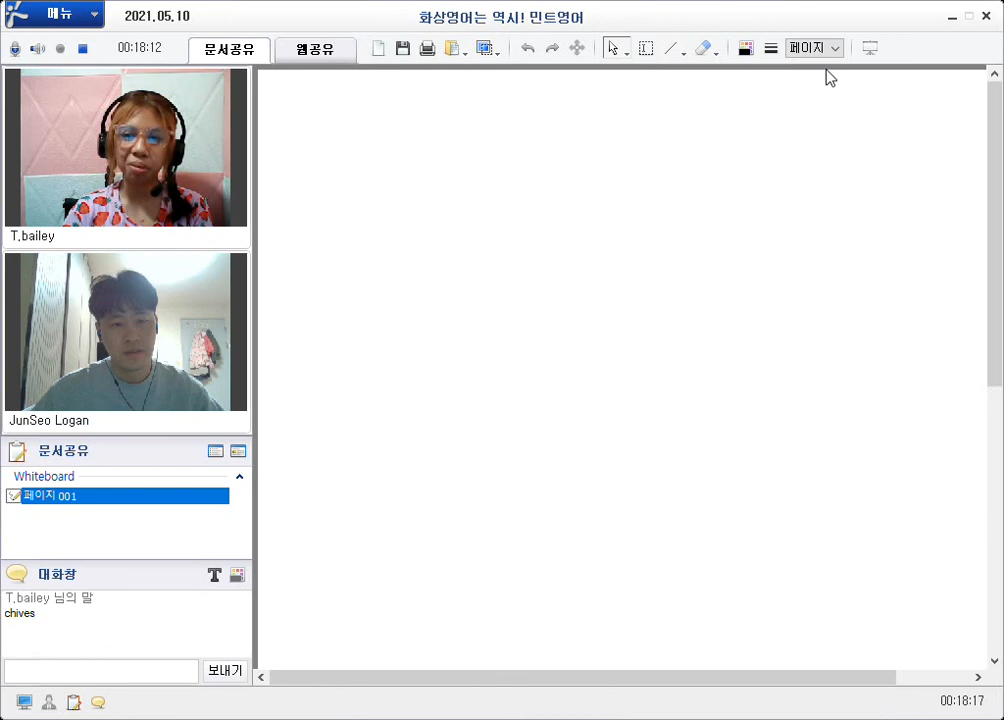 메뉴
2021.05.10
화상영어는 역시! 민트영어
00:18:12
문서공유
웹공유
페이지
T.bailey
JunSeo Logan
문서공유
Whiteboard
페이지 001
대화창
T.bailey 님의 말
chives
보내기
00:18:17